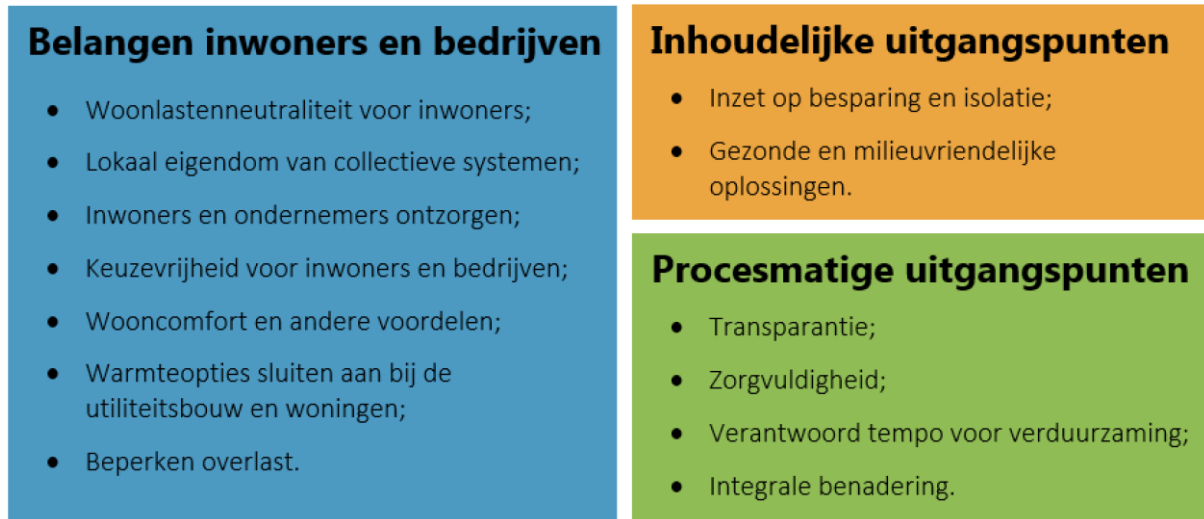 Belangen inwoners en bedrijven
• Woonlastenneutraliteit voor inwoners;
• Lokaal eigendom van collectieve systemen;
• Inwoners en ondernemers ontzorgen;
• Keuzevrijheid voor inwoners en bedrijven;
• Wooncomfort en andere voordelen;
• Warmteopties sluiten aan bij de
utiliteitsbouw en woningen;
• Beperken overlast.
Inhoudelijke uitgangspunten
• Inzet op besparing en isolatie;
• Gezonde en milieuvriendelijke
oplossingen.
Procesmatige uitgangspunten
• Transparantie;
• Zorgvuldigheid;
• Verantwoord tempo voor verduurzaming;
• Integrale benadering.